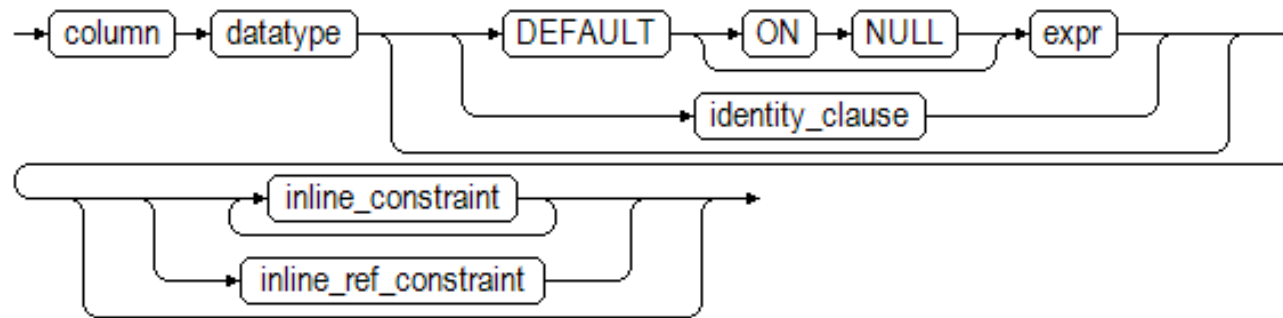 column datatype DEFAULT ON NULL expr
identity_clause
inline_constraint
inline_ref_constraint